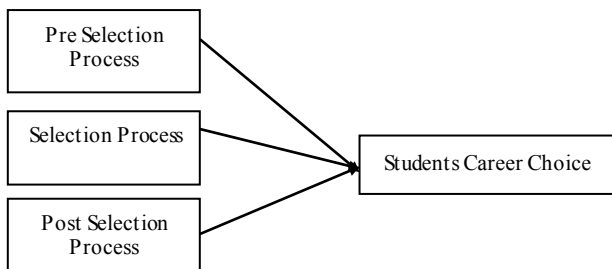 Pre Selection
Process
Selection Process
Students Career Choice
Post Selection
Process